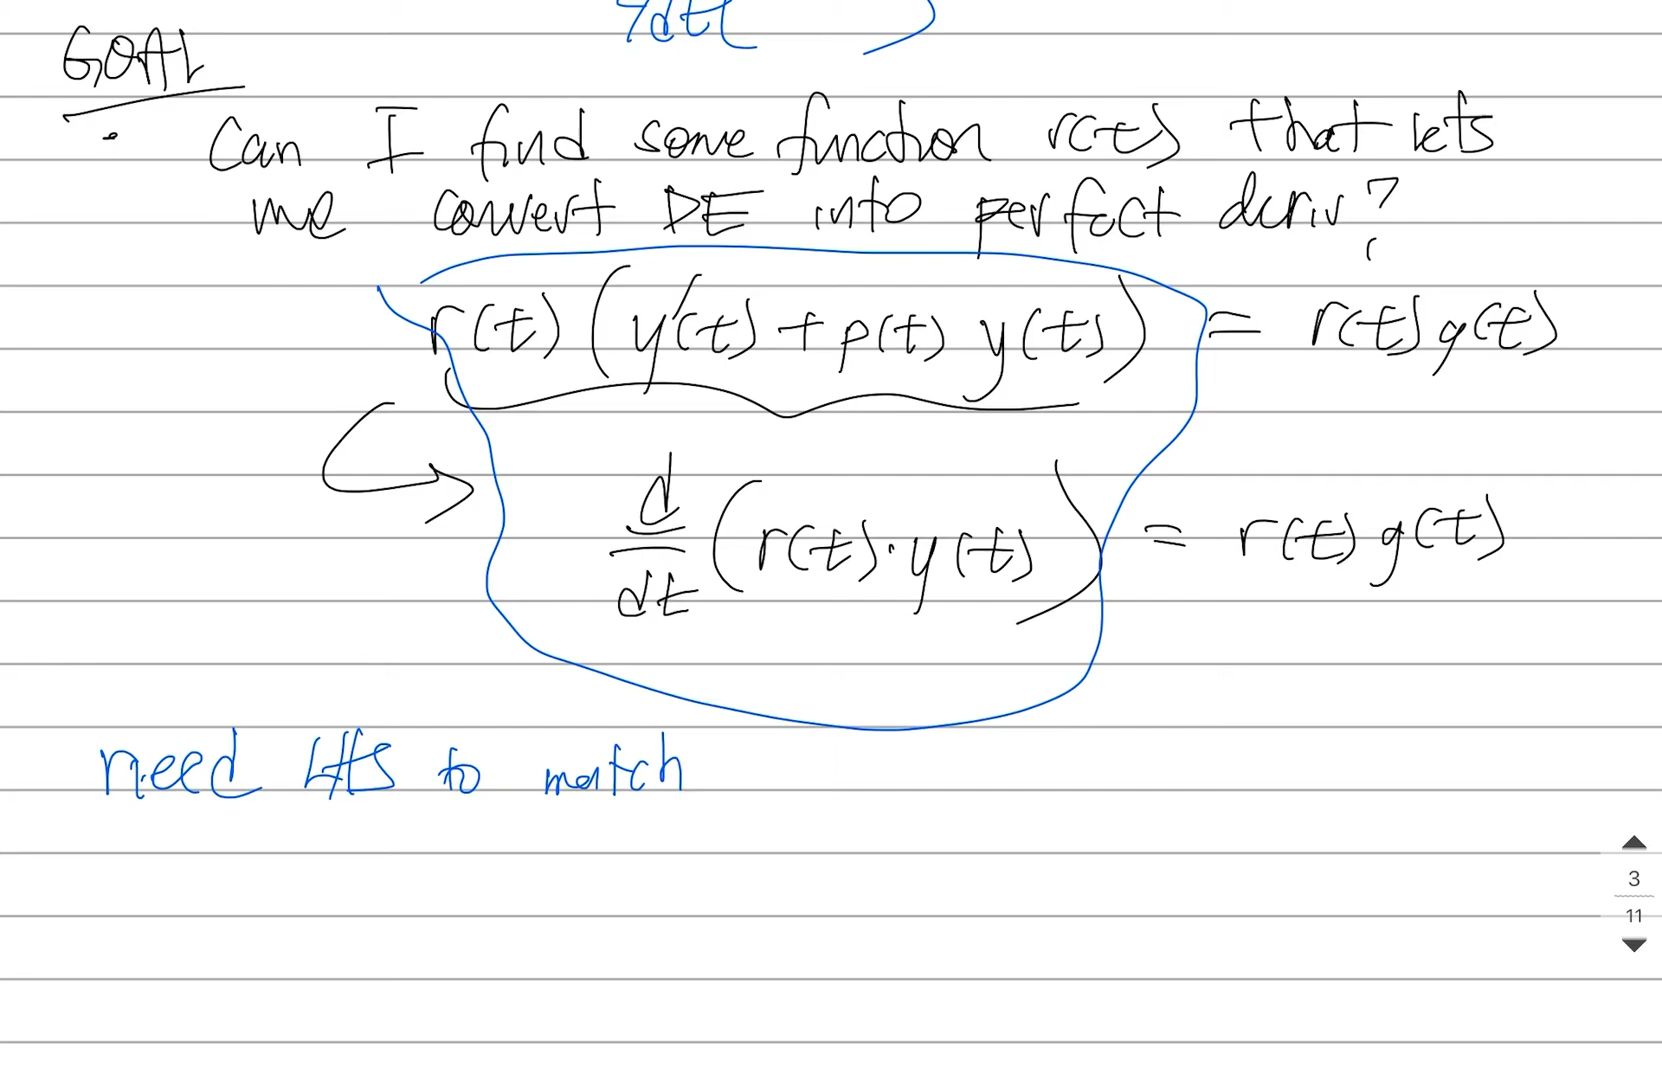 GOAL
• Can I find some function r(t) that lets
me convert DE into perfect deriv?
r(t) (y'(t) + p(t) y(t)) = r(t) g(t)
d/dt (r(t) · y(t)) = r(t) g(t)
need LHS to match
3
11